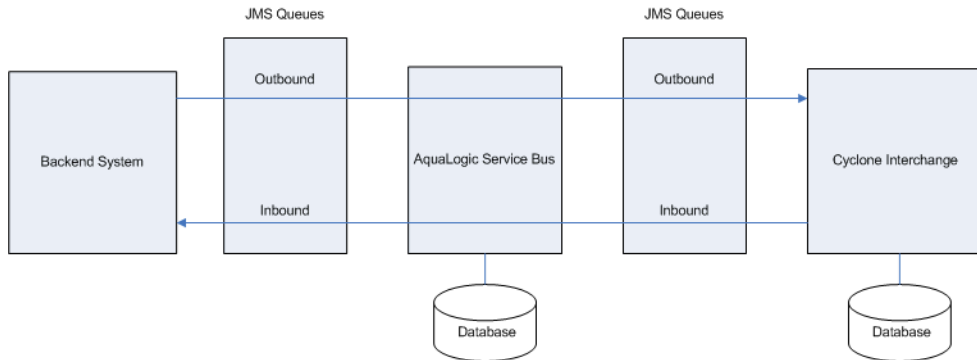 JMS Queues
JMS Queues
Outbound
Outbound
Backend System
AquaLogic Service Bus
Cyclone Interchange
Inbound
Inbound
Database
Database